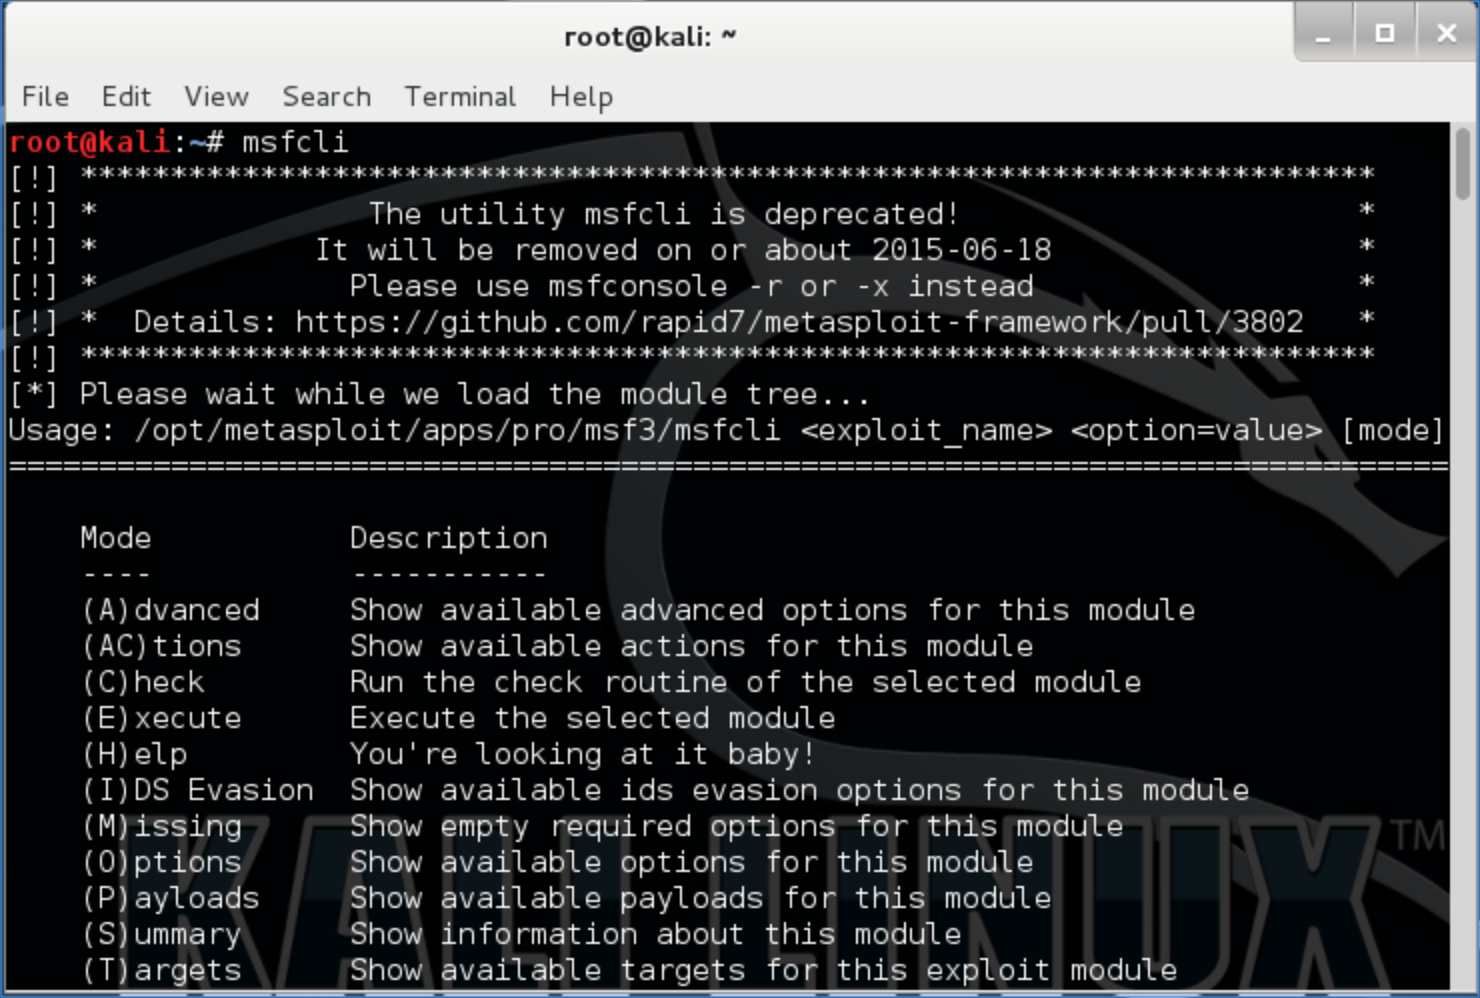 root@kali: ~
File Edit View Search Terminal Help
root@kali:~# msfcli
[!] ************************************************************************
[!] *               The utility msfcli is deprecated!                      *
[!] *            It will be removed on or about 2015-06-18                 *
[!] *              Please use msfconsole -r or -x instead                  *
[!] *  Details: https://github.com/rapid7/metasploit-framework/pull/3802   *
[!] ************************************************************************
[*] Please wait while we load the module tree...
Usage: /opt/metasploit/apps/pro/msf3/msfcli <exploit_name> <option=value> [mode]
================================================================================
Mode           Description
----           -----------
(A)dvanced     Show available advanced options for this module
(AC)tions      Show available actions for this module
(C)heck        Run the check routine of the selected module
(E)xecute      Execute the selected module
(H)elp         You're looking at it baby!
(I)DS Evasion  Show available ids evasion options for this module
(M)issing      Show empty required options for this module
(O)ptions      Show available options for this module
(P)ayloads     Show available payloads for this module
(S)ummary      Show information about this module
(T)argets      Show available targets for this exploit module
KALI LINUX TM